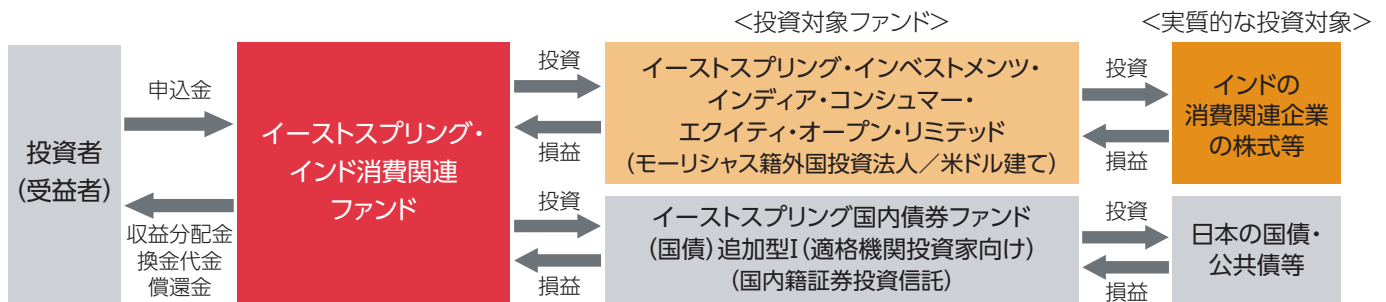 ＜投資対象ファンド＞
＜実質的な投資対象＞
投資者
（受益者）
申込金
収益分配金
換金代金
償還金
イーストスプリング・
インド消費関連
ファンド
投資
損益
イーストスプリング・インベストメンツ・
インディア・コンシュマー・
エクイティ・オープン・リミテッド
（モーリシャス籍外国投資法人／米ドル建て）
投資
損益
インドの
消費関連企業
の株式等
投資
損益
イーストスプリング国内債券ファンド
（国債）追加型I（適格機関投資家向け）
（国内籍証券投資信託）
投資
損益
日本の国債・
公共債等